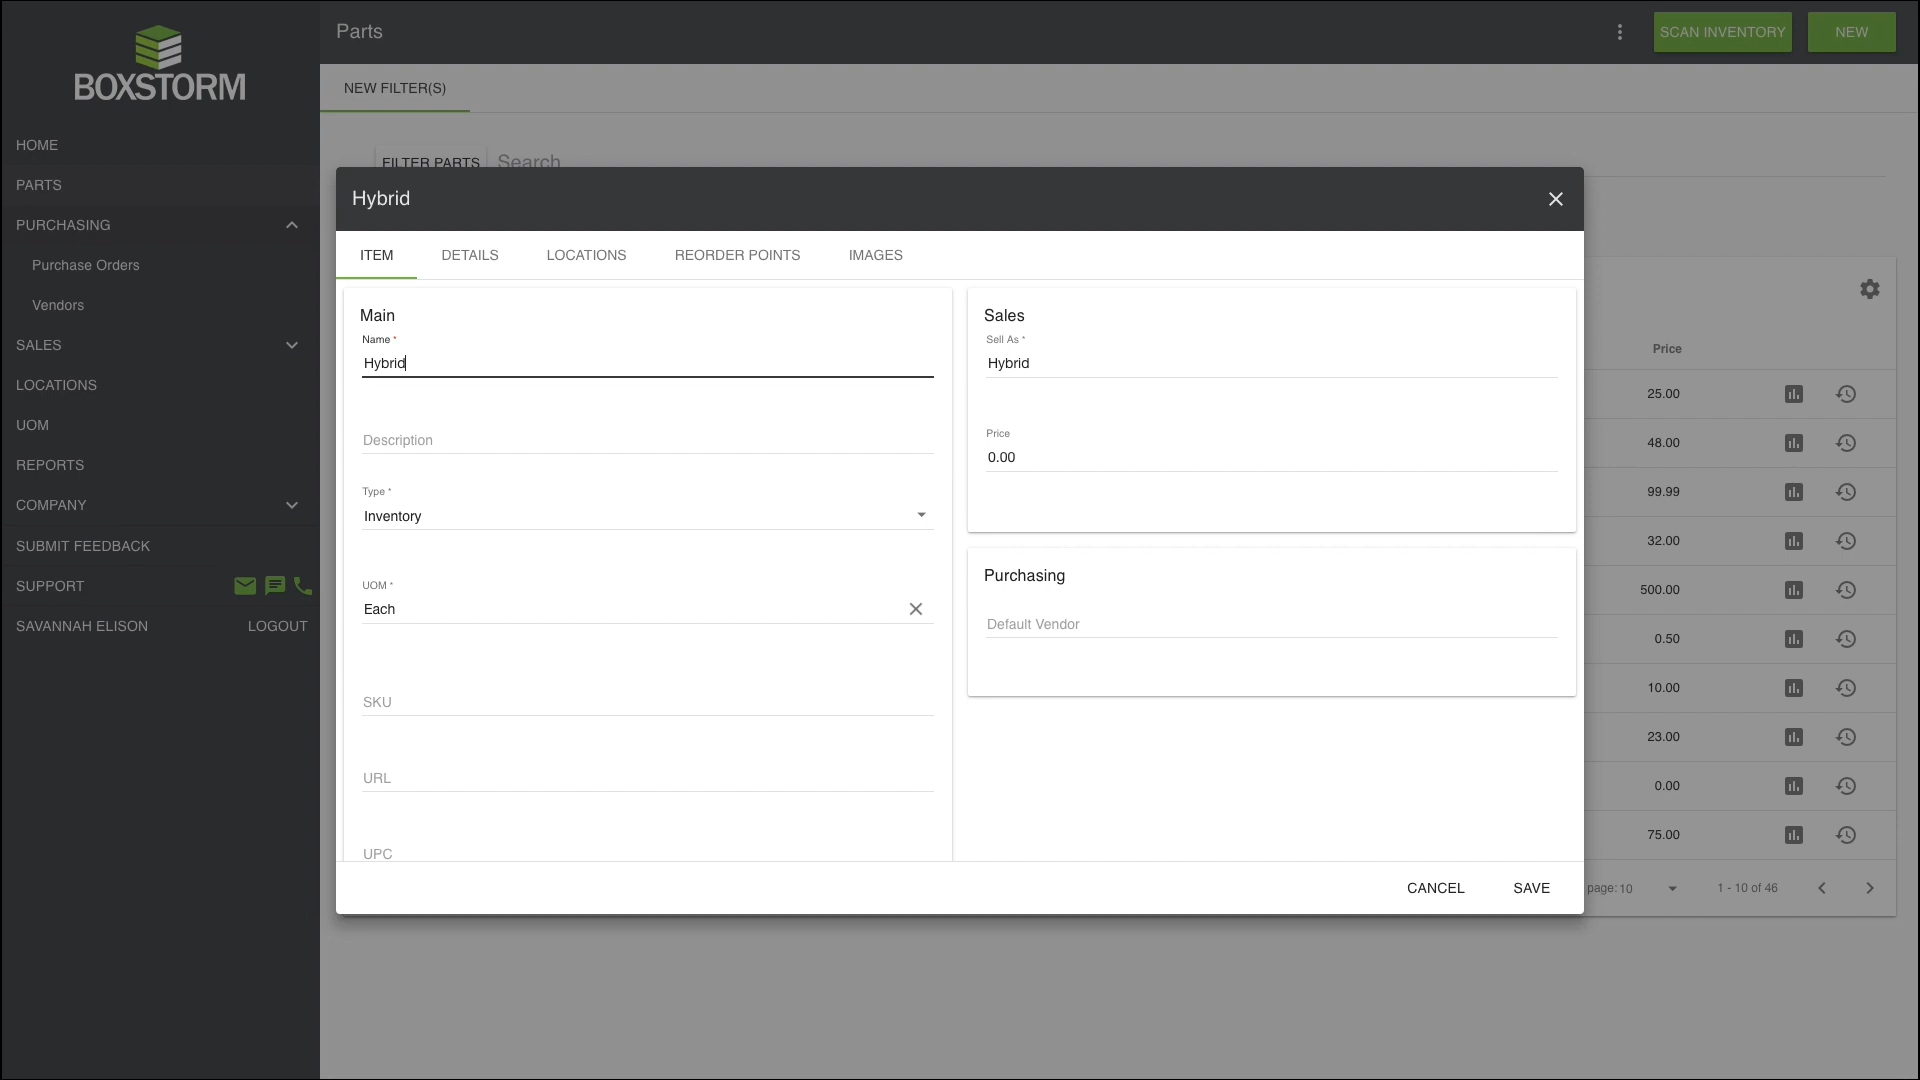 BOXSTORM
HOME
PARTS
PURCHASING
Purchase Orders
Vendors
SALES
LOCATIONS
UOM
REPORTS
COMPANY
SUBMIT FEEDBACK
SUPPORT
SAVANNAH ELISON LOGOUT
Parts
SCAN INVENTORY NEW
NEW FILTER(S)
FILTER PARTS Search
Hybrid
ITEM DETAILS LOCATIONS REORDER POINTS IMAGES
Main
Name *
Hybrid
Description
Type *
Inventory
UOM *
Each
SKU
URL
UPC
Sales
Sell As *
Hybrid
Price
0.00
Purchasing
Default Vendor
CANCEL SAVE
Price
25.00
48.00
99.99
32.00
500.00
0.50
10.00
23.00
0.00
75.00
page: 10 1 - 10 of 46